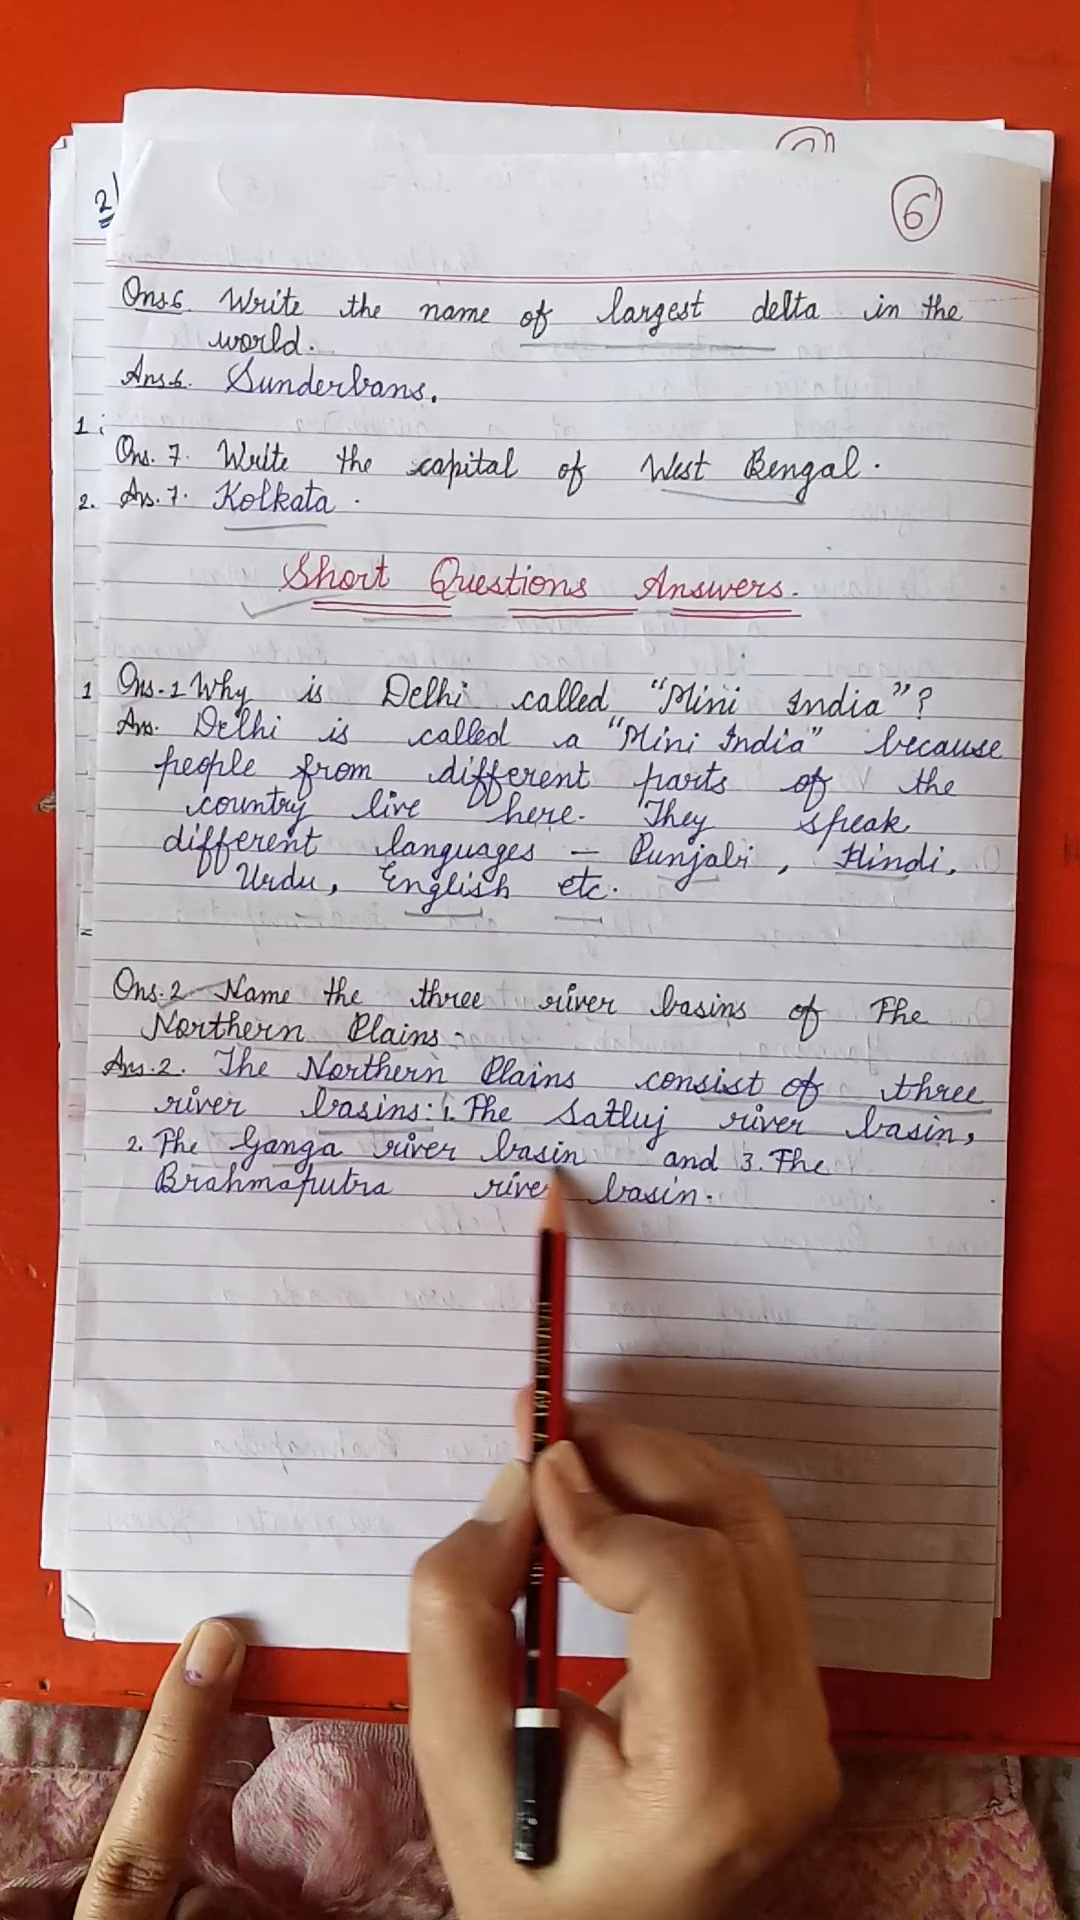 6
2
Qns.6 Write the name of largest delta in the
world.
Ans.6. Sunderbans.
1
Qns. 7. Write the capital of West Bengal.
2. Ans. 7. Kolkata.
Short Questions Answers.
1 Qns.-1 Why is Delhi called "Mini India"?
Ans. Delhi is called a "Mini India" because
people from different parts of the
country live here. They speak
different languages – Punjabi, Hindi,
Urdu, English etc.
Qns.2 Name the three river basins of The
Northern Plains.
Ans.2. The Northern Plains consist of three
river basins: 1. The Satluj river basin,
2. The Ganga river basin and 3. The
Brahmaputra river basin.